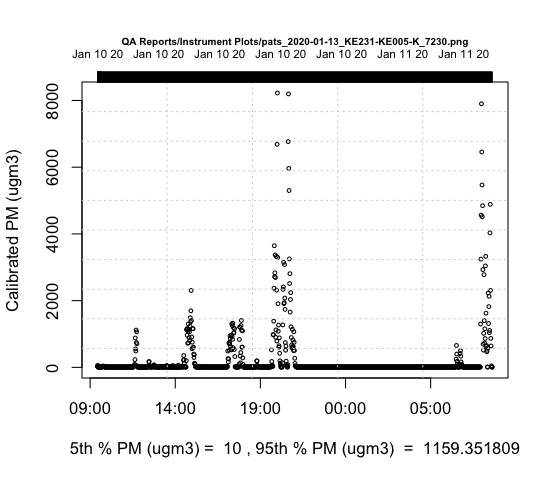 QA Reports/Instrument Plots/pats_2020-01-13_KE231-KE005-K_7230.png
Jan 10 20 Jan 10 20 Jan 10 20 Jan 10 20 Jan 10 20 Jan 11 20 Jan 11 20
Calibrated PM (ugm3)
8000
6000
4000
2000
0
09:00 14:00 19:00 00:00 05:00
5th % PM (ugm3) = 10 , 95th % PM (ugm3) = 1159.351809